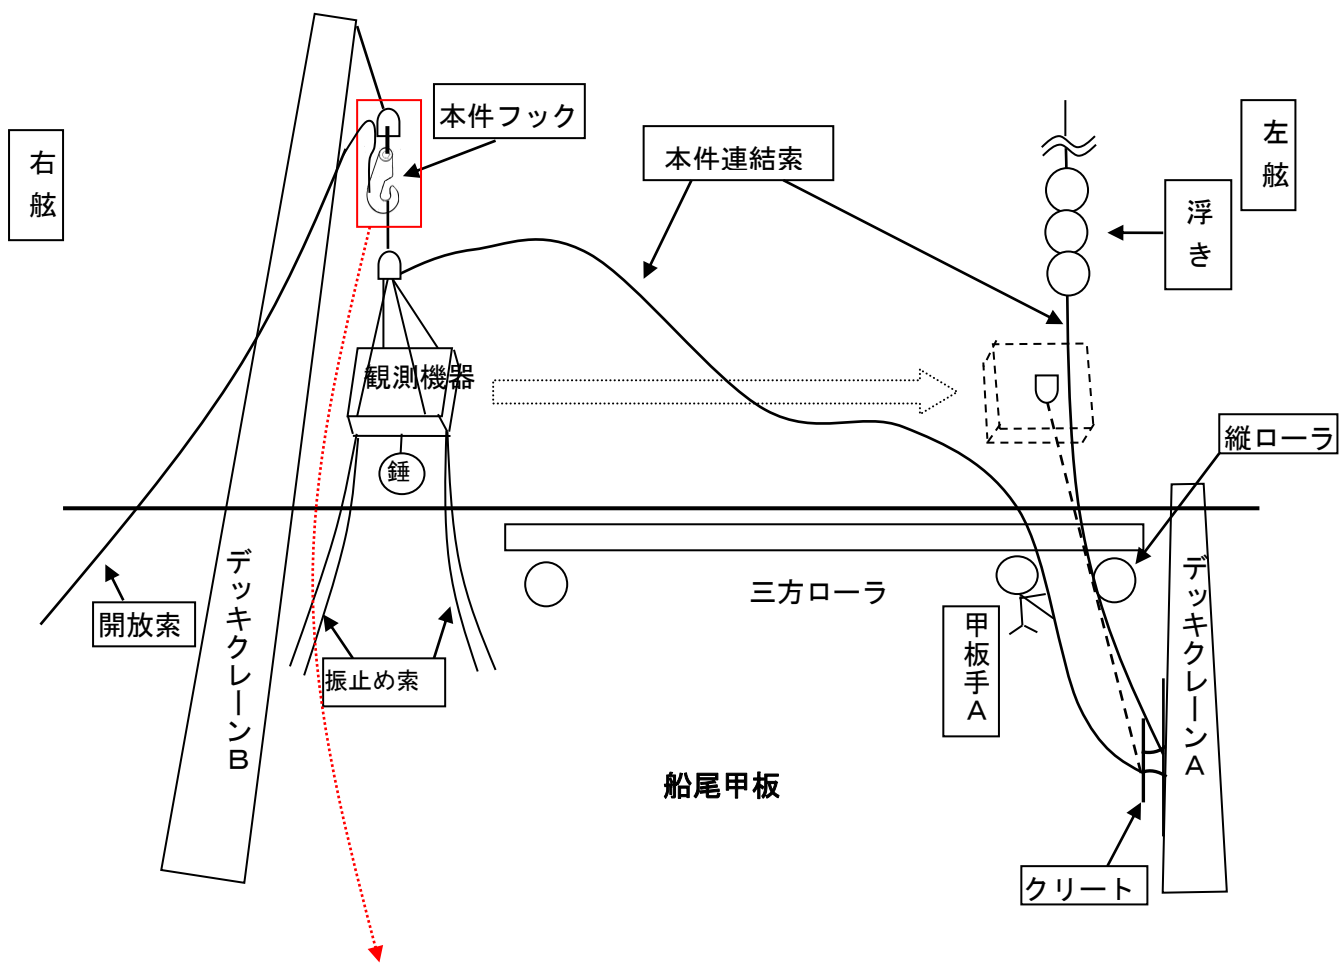 本件フック
本件連結索
右舷
左舷
浮き
観測機器
錘
縦ローラ
三方ローラ
開放索
振止め索
デッキクレーンB
甲板手A
デッキクレーンA
船尾甲板
クリート